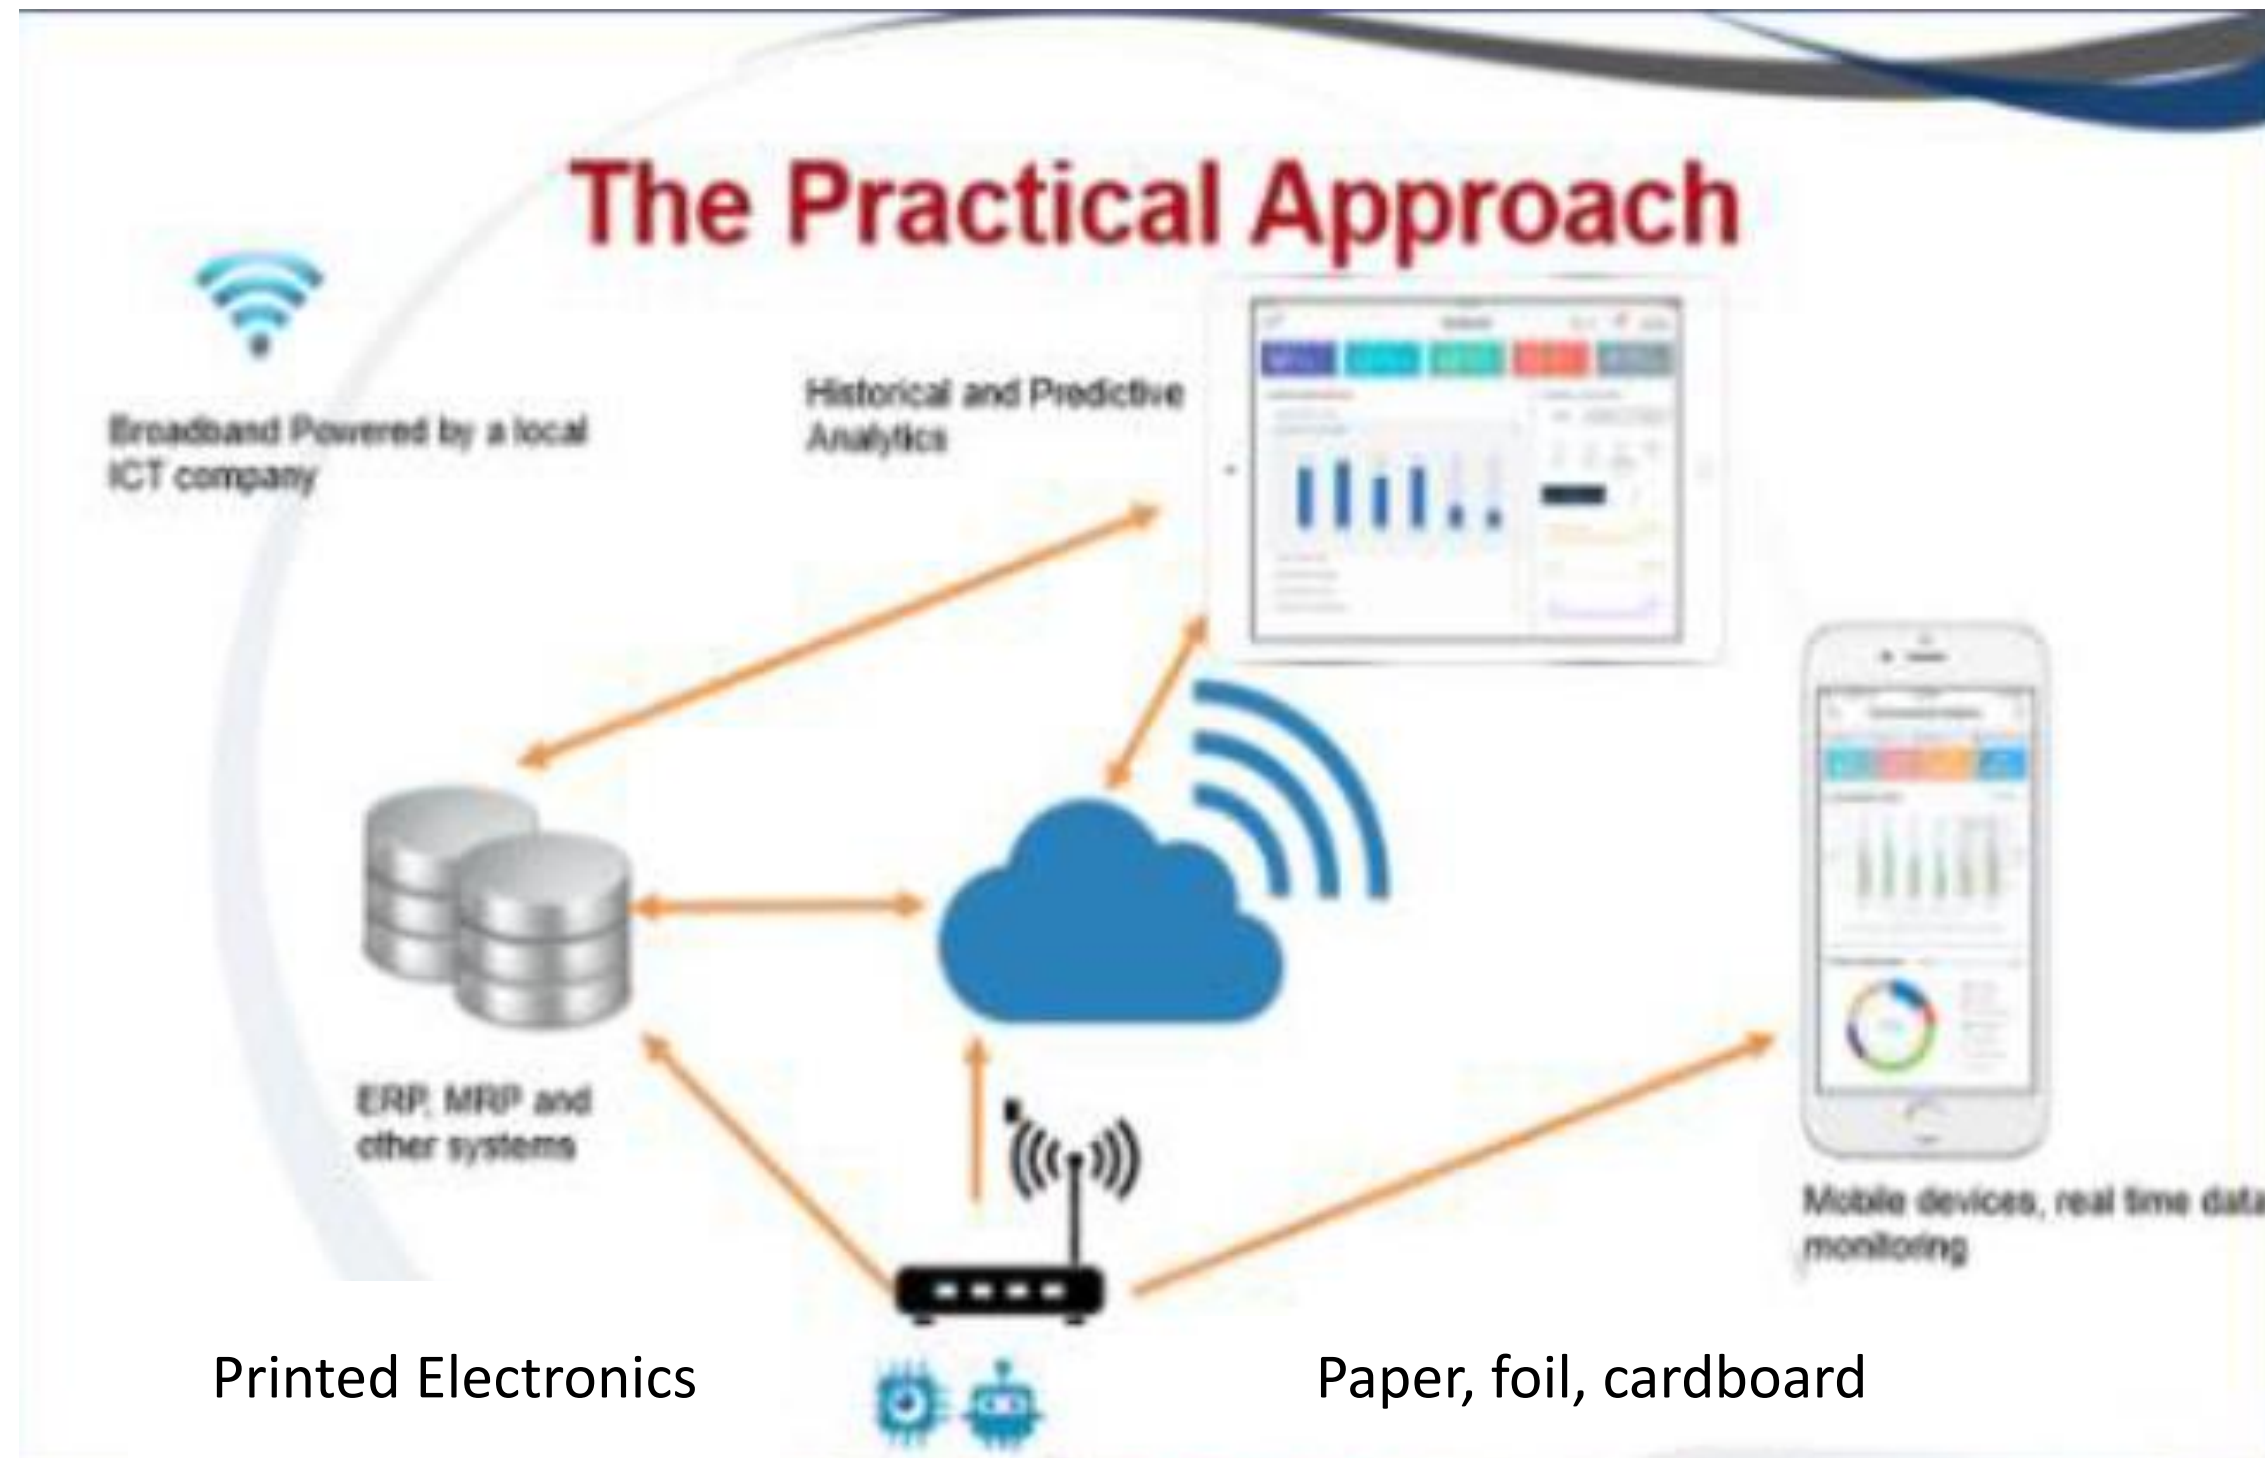 The Practical Approach
Broadband Powered by a local
ICT company
Historical and Predictive
Analytics
ERP, MRP and
other systems
Mobile devices, real time data
monitoring
Printed Electronics
Paper, foil, cardboard